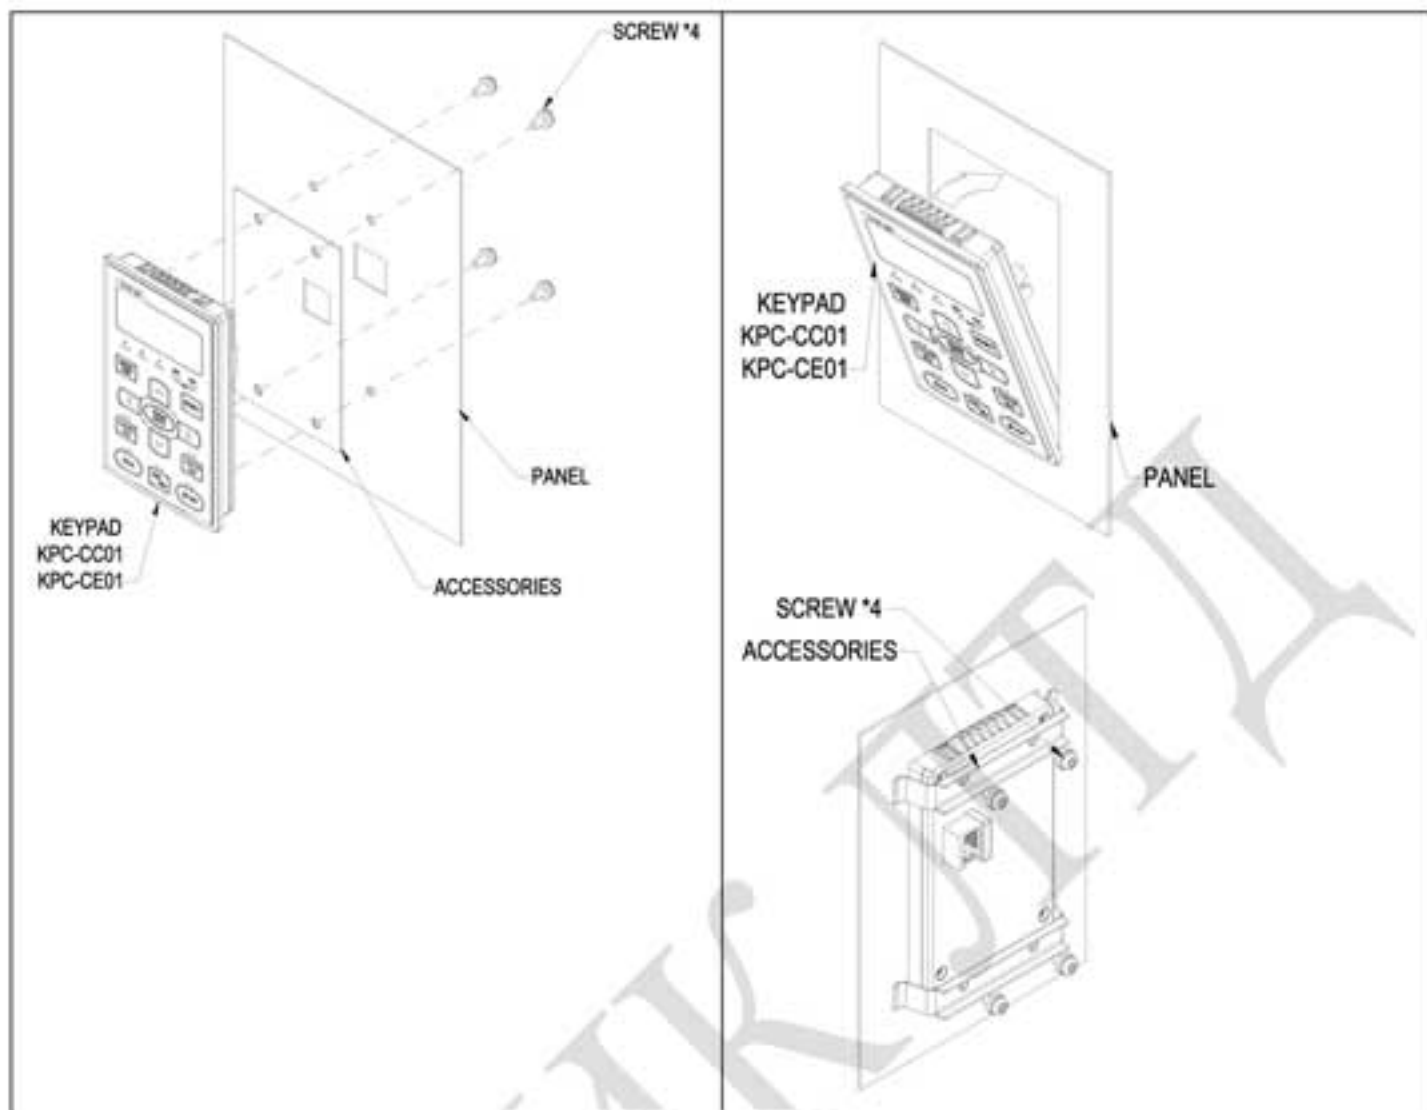 SCREW *4
PANEL
KEYPAD
KPC-CC01
KPC-CE01
ACCESSORIES
KEYPAD
KPC-CC01
KPC-CE01
PANEL
SCREW *4
ACCESSORIES